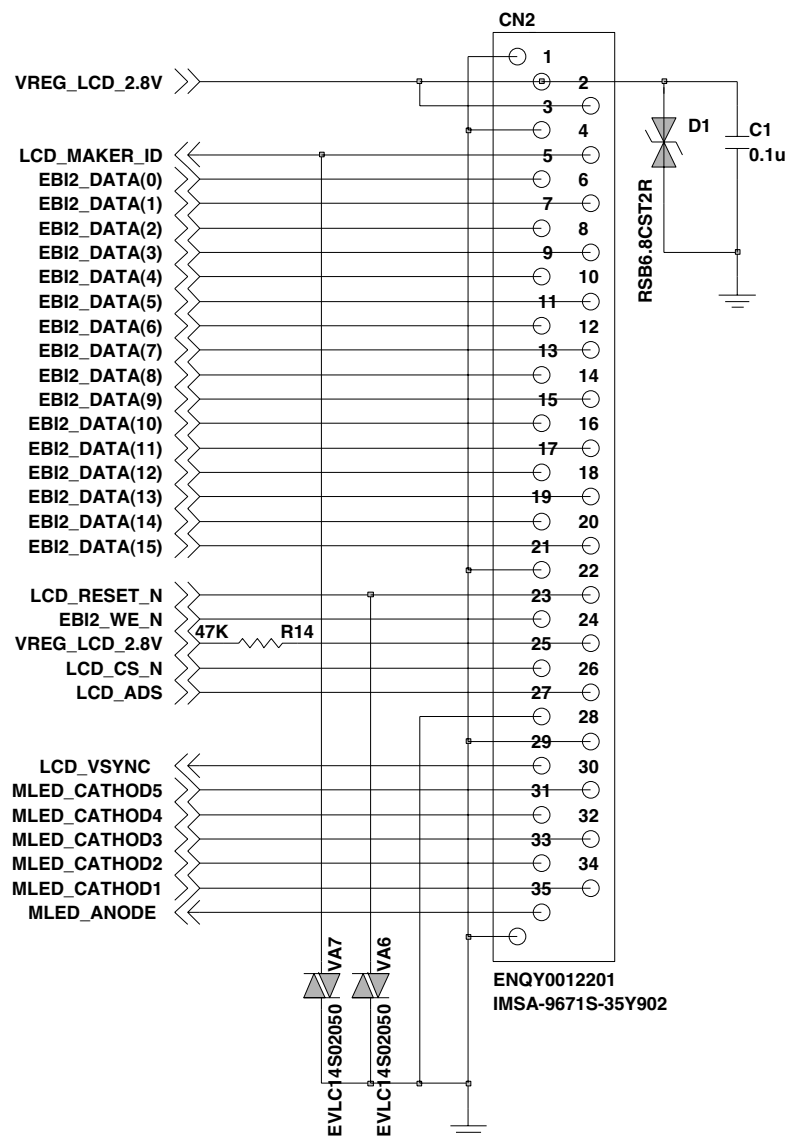 CN2
1
VREG_LCD_2.8V
2
3
4
D1
C1
0.1u
RSB6.8CST2R
LCD_MAKER_ID
5
EBI2_DATA(0)
6
EBI2_DATA(1)
7
EBI2_DATA(2)
8
EBI2_DATA(3)
9
EBI2_DATA(4)
10
EBI2_DATA(5)
11
EBI2_DATA(6)
12
EBI2_DATA(7)
13
EBI2_DATA(8)
14
EBI2_DATA(9)
15
EBI2_DATA(10)
16
EBI2_DATA(11)
17
EBI2_DATA(12)
18
EBI2_DATA(13)
19
EBI2_DATA(14)
20
EBI2_DATA(15)
21
22
LCD_RESET_N
23
EBI2_WE_N
24
47K
R14
VREG_LCD_2.8V
25
LCD_CS_N
26
LCD_ADS
27
28
29
LCD_VSYNC
30
MLED_CATHOD5
31
MLED_CATHOD4
32
MLED_CATHOD3
33
MLED_CATHOD2
34
MLED_CATHOD1
35
MLED_ANODE
VA7
EVLC14S02050
VA6
EVLC14S02050
ENQY0012201
IMSA-9671S-35Y902